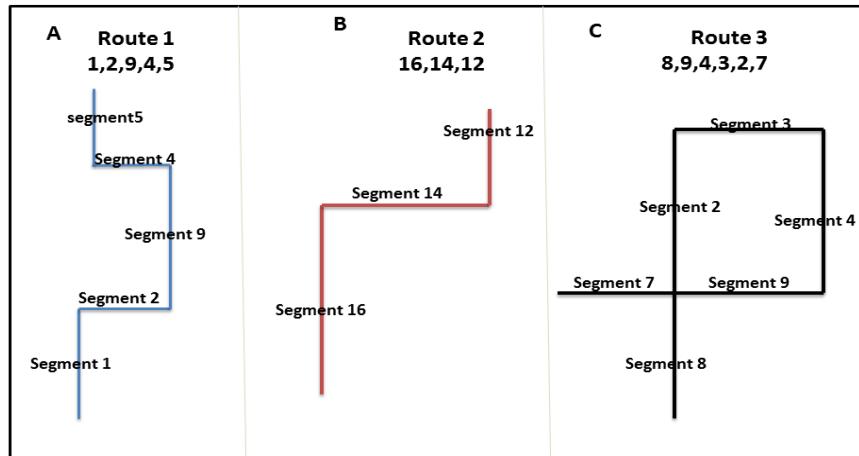 A
Route 1
1,2,9,4,5
segment5
Segment 4
Segment 9
Segment 2
Segment 1
B
Route 2
16,14,12
Segment 12
Segment 14
Segment 16
C
Route 3
8,9,4,3,2,7
Segment 3
Segment 2
Segment 4
Segment 7
Segment 9
Segment 8